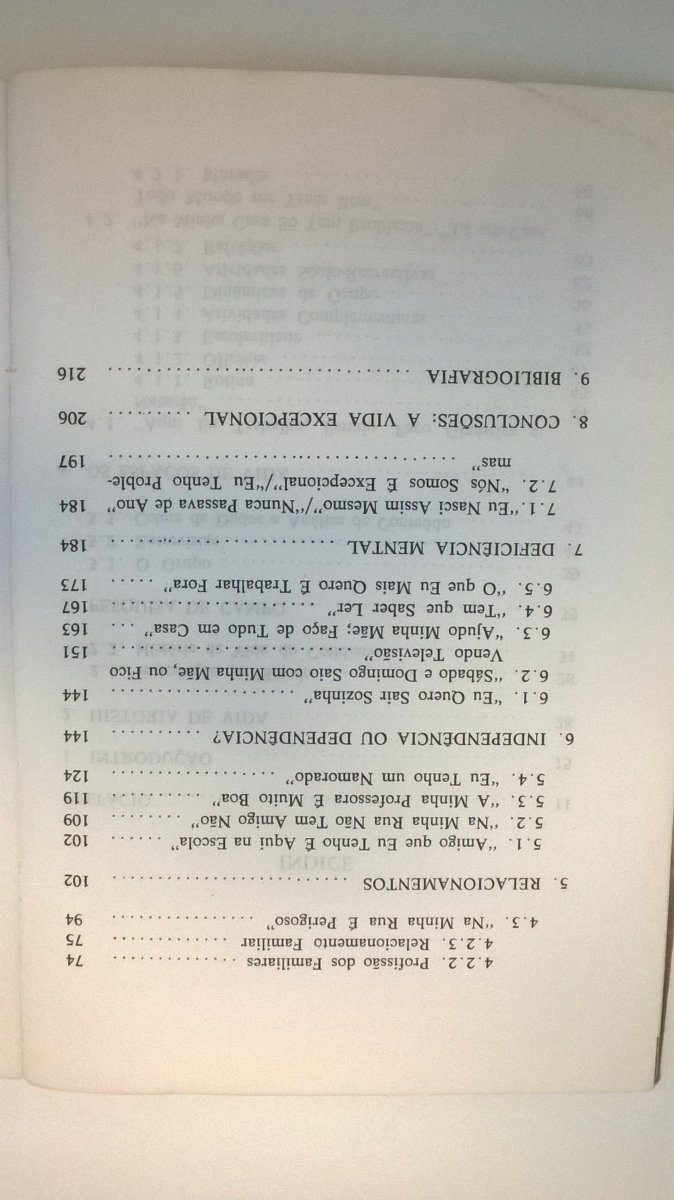 4.2.2. Profissão dos Familiares ............... 74
4.2.3. Relacionamento Familiar .............. 75
4.3. "Na Minha Rua É Perigoso" ................. 94
5. RELACIONAMENTOS .......................... 102
5.1. "Amigo que Eu Tenho É Aqui na Escola" ...... 102
5.2. "Na Minha Rua Não Tem Amigo Não" ......... 109
5.3. "A Minha Professora É Muito Boa" .......... 119
5.4. "Eu Tenho um Namorado" ................... 124
6. INDEPENDÊNCIA OU DEPENDÊNCIA? .......... 144
6.1. "Eu Quero Sair Sozinha" ..................... 144
6.2. "Sábado e Domingo Saio com Minha Mãe, ou Fico
Vendo Televisão" .......................... 151
6.3. "Ajudo Minha Mãe; Faço de Tudo em Casa" ... 163
6.4. "Tem que Saber Ler" ...................... 167
6.5. "O que Eu Mais Quero É Trabalhar Fora" ..... 173
7. DEFICIÊNCIA MENTAL ......................... 184
7.1. "Eu Nasci Assim Mesmo"/"Nunca Passava de Ano" 184
7.2. "Nós Somos É Excepcional"/"Eu Tenho Proble-
mas" ...................................... 197
8. CONCLUSÕES: A VIDA EXCEPCIONAL ......... 206
9. BIBLIOGRAFIA ................................. 216